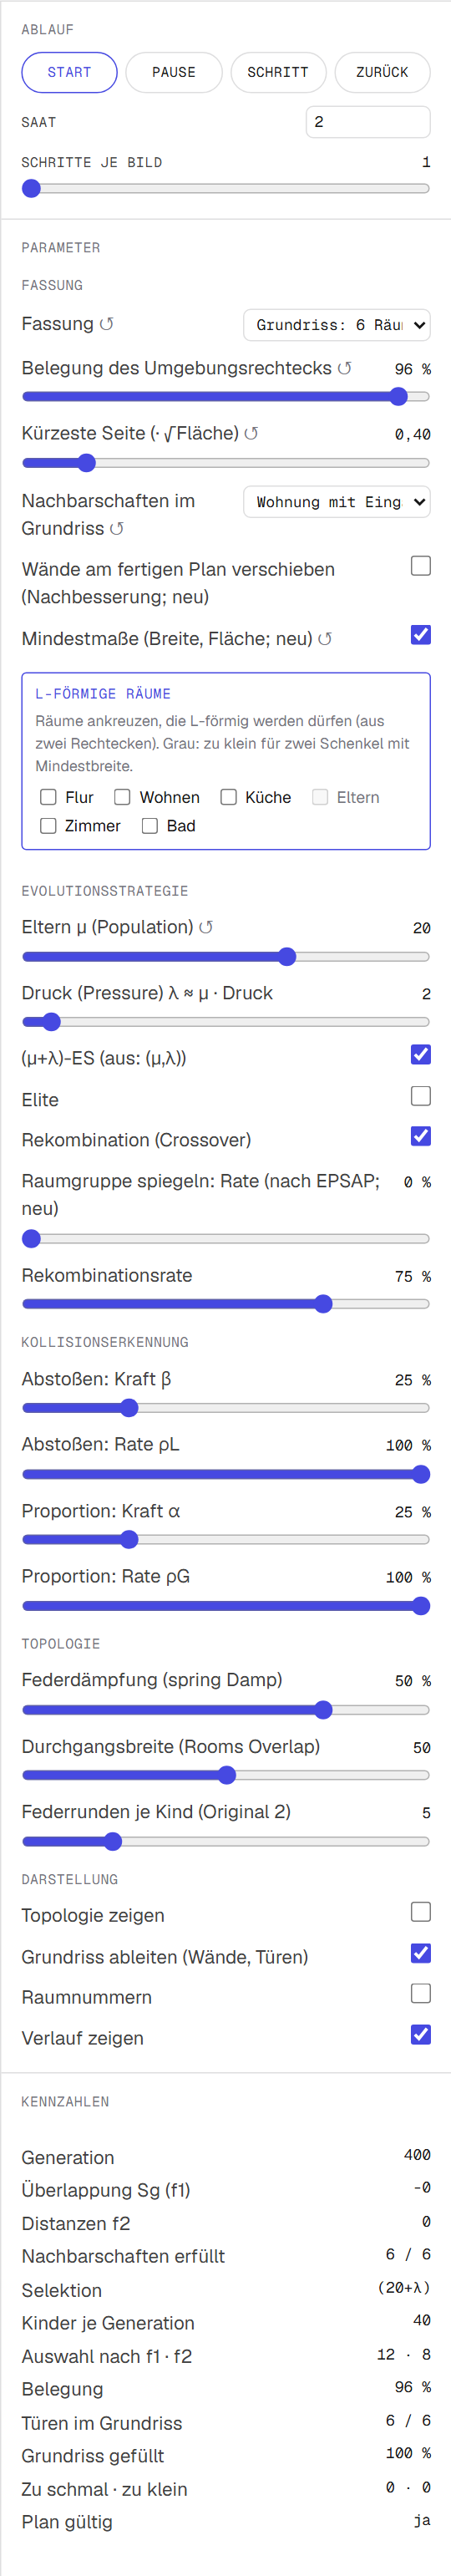 ABLAUF
START PAUSE SCHRITT ZURÜCK
SAAT 2
SCHRITTE JE BILD 1
PARAMETER
FASSUNG
Fassung ↺ Grundriss: 6 Räu
Belegung des Umgebungsrechtecks ↺ 96 %
Kürzeste Seite (· √Fläche) ↺ 0,40
Nachbarschaften im Wohnung mit Eing
Grundriss ↺
Wände am fertigen Plan verschieben
(Nachbesserung; neu)
Mindestmaße (Breite, Fläche; neu) ↺
L-FÖRMIGE RÄUME
Räume ankreuzen, die L-förmig werden dürfen (aus
zwei Rechtecken). Grau: zu klein für zwei Schenkel mit
Mindestbreite.
Flur Wohnen Küche Eltern
Zimmer Bad
EVOLUTIONSSTRATEGIE
Eltern μ (Population) ↺ 20
Druck (Pressure) λ ≈ μ · Druck 2
(μ+λ)-ES (aus: (μ,λ))
Elite
Rekombination (Crossover)
Raumgruppe spiegeln: Rate (nach EPSAP; 0 %
neu)
Rekombinationsrate 75 %
KOLLISIONSERKENNUNG
Abstoßen: Kraft β 25 %
Abstoßen: Rate ρL 100 %
Proportion: Kraft α 25 %
Proportion: Rate ρG 100 %
TOPOLOGIE
Federdämpfung (spring Damp) 50 %
Durchgangsbreite (Rooms Overlap) 50
Federrunden je Kind (Original 2) 5
DARSTELLUNG
Topologie zeigen
Grundriss ableiten (Wände, Türen)
Raumnummern
Verlauf zeigen
KENNZAHLEN
Generation 400
Überlappung Sg (f1) -0
Distanzen f2 0
Nachbarschaften erfüllt 6 / 6
Selektion (20+λ)
Kinder je Generation 40
Auswahl nach f1 · f2 12 · 8
Belegung 96 %
Türen im Grundriss 6 / 6
Grundriss gefüllt 100 %
Zu schmal · zu klein 0 · 0
Plan gültig ja